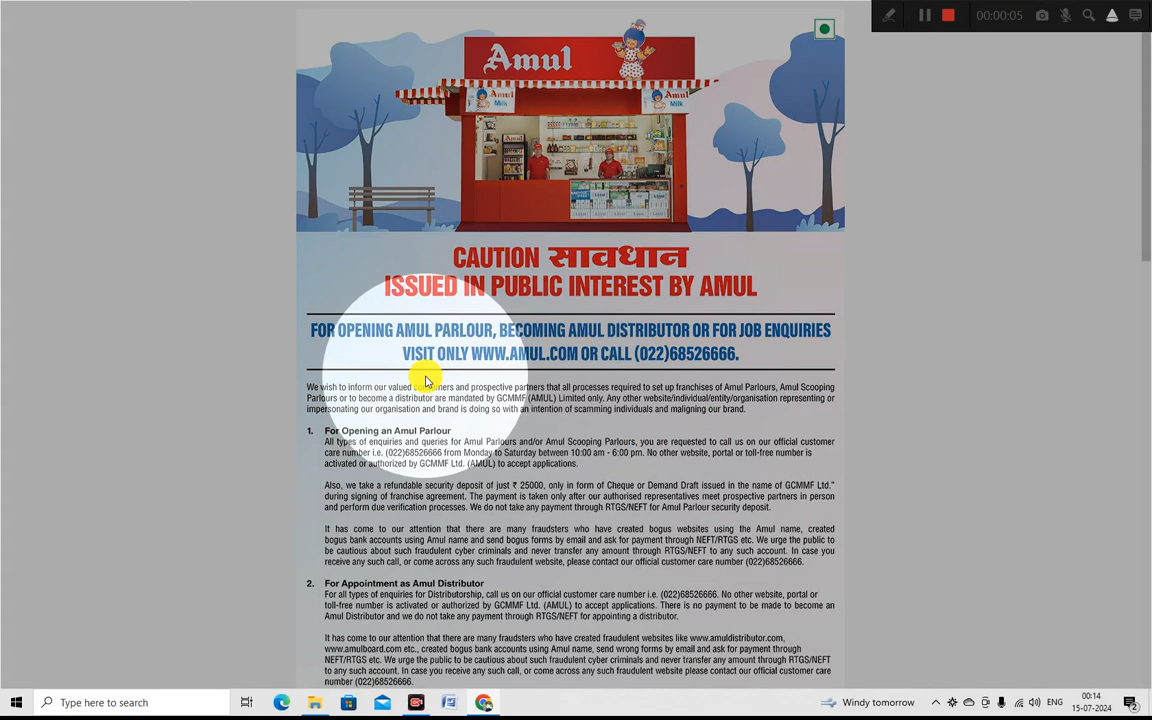 00:00:05
Amul
Amul
Milk
Amul
Milk
Amul
CAUTION सावधान
ISSUED IN PUBLIC INTEREST BY AMUL
FOR OPENING AMUL PARLOUR, BECOMING AMUL DISTRIBUTOR OR FOR JOB ENQUIRIES
VISIT ONLY WWW.AMUL.COM OR CALL (022)68526666.
We wish to inform our valued customers and prospective partners that all processes required to set up franchises of Amul Parlours, Amul Scooping
Parlours or to become a distributor are mandated by GCMMF (AMUL) Limited only. Any other website/individual/entity/organisation representing or
impersonating our organisation and brand is doing so with an intention of scamming individuals and maligning our brand.
1. For Opening an Amul Parlour
All types of enquiries and queries for Amul Parlours and/or Amul Scooping Parlours, you are requested to call us on our official customer
care number i.e. (022)68526666 from Monday to Saturday between 10:00 am - 6:00 pm. No other website, portal or toll-free number is
activated or authorized by GCMMF Ltd. (AMUL) to accept applications.
Also, we take a refundable security deposit of just ₹ 25000, only in form of Cheque or Demand Draft issued in the name of GCMMF Ltd."
during signing of franchise agreement. The payment is taken only after our authorised representatives meet prospective partners in person
and perform due verification processes. We do not take any payment through RTGS/NEFT for Amul Parlour security deposit.
It has come to our attention that there are many fraudsters who have created bogus websites using the Amul name, created
bogus bank accounts using Amul name and send bogus forms by email and ask for payment through NEFT/RTGS etc. We urge the public to
be cautious about such fraudulent cyber criminals and never transfer any amount through RTGS/NEFT to any such account. In case you
receive any such call, or come across any such fraudulent website, please contact our official customer care number (022)68526666.
2. For Appointment as Amul Distributor
For all types of enquiries for Distributorship, call us on our official customer care number i.e. (022)68526666. No other website, portal or
toll-free number is activated or authorized by GCMMF Ltd. (AMUL) to accept applications. There is no payment to be made to become an
Amul Distributor and we do not take any payment through RTGS/NEFT for appointing a distributor.
It has come to our attention that there are many fraudsters who have created fraudulent websites like www.amuldistributor.com,
www.amulboard.com etc., created bogus bank accounts using Amul name, send wrong forms by email and ask for payment through
NEFT/RTGS etc. We urge the public to be cautious about such fraudulent cyber criminals and never transfer any amount through RTGS/NEFT
to any such account. In case you receive any such call, or come across any such fraudulent website please contact our official customer care
number (022)68526666.
Type here to search
Windy tomorrow
ENG
00:14
15-07-2024
2